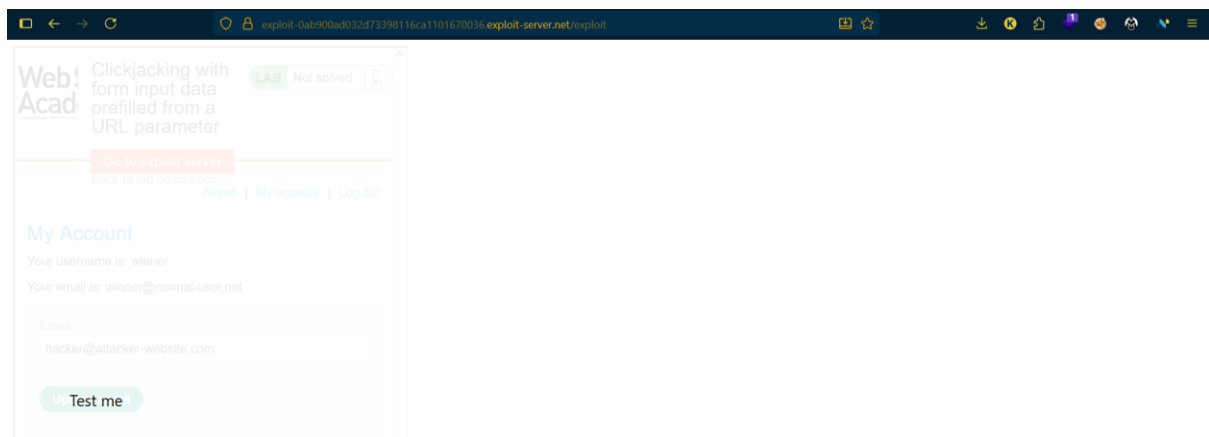 exploit-0ab900ad032d73398116ca1101670036.exploit-server.net/exploit
1
K
Web
Acad
Clickjacking with
form input data
prefilled from a
URL parameter
LAB Not solved
Go to exploit server
Back to lab description
Home | My account | Log out
My Account
Your username is: wiener
Your email is: wiener@normal-user.net
Email
hacker@attacker-website.com
Test me